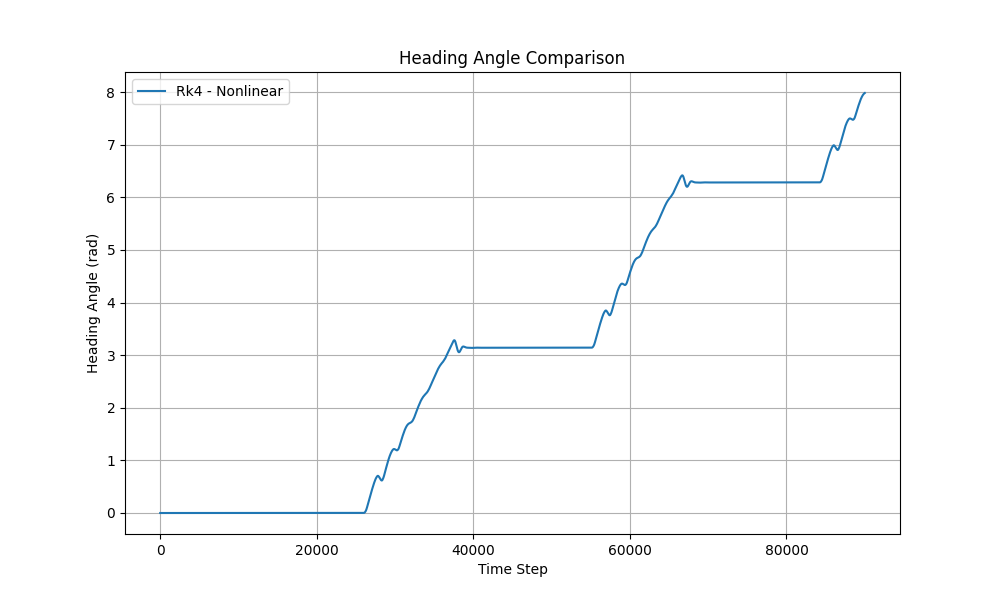 Heading Angle Comparison
Rk4 - Nonlinear
Heading Angle (rad)
8
7
6
5
4
3
2
1
0
0 20000 40000 60000 80000
Time Step